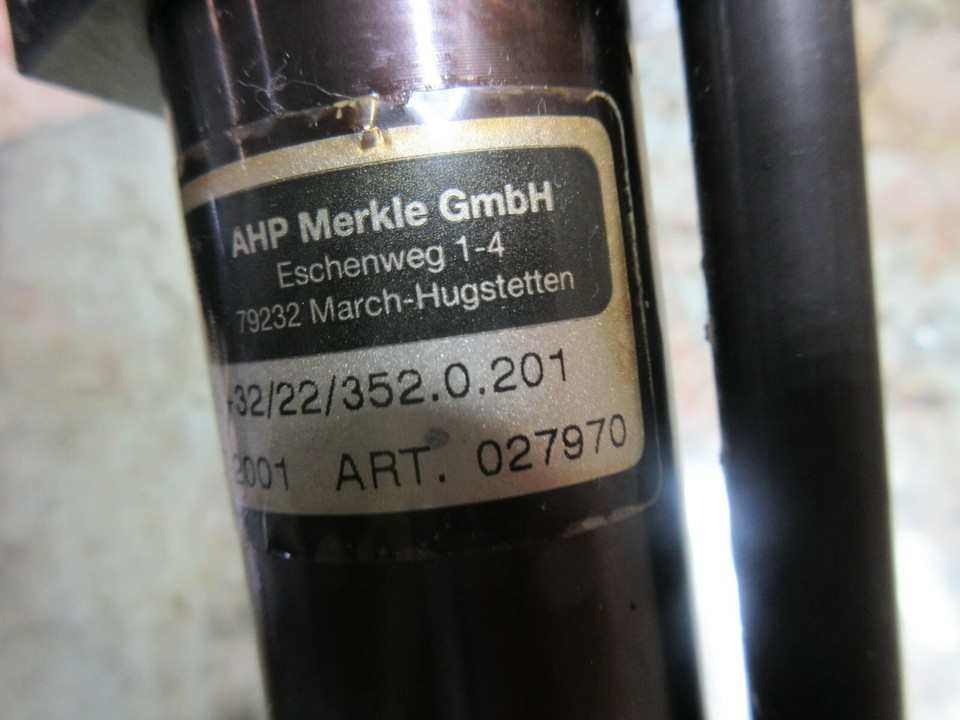 AHP Merkle GmbH
Eschenweg 1-4
79232 March-Hugstetten
32/22/352.0.201
2001 ART. 027970